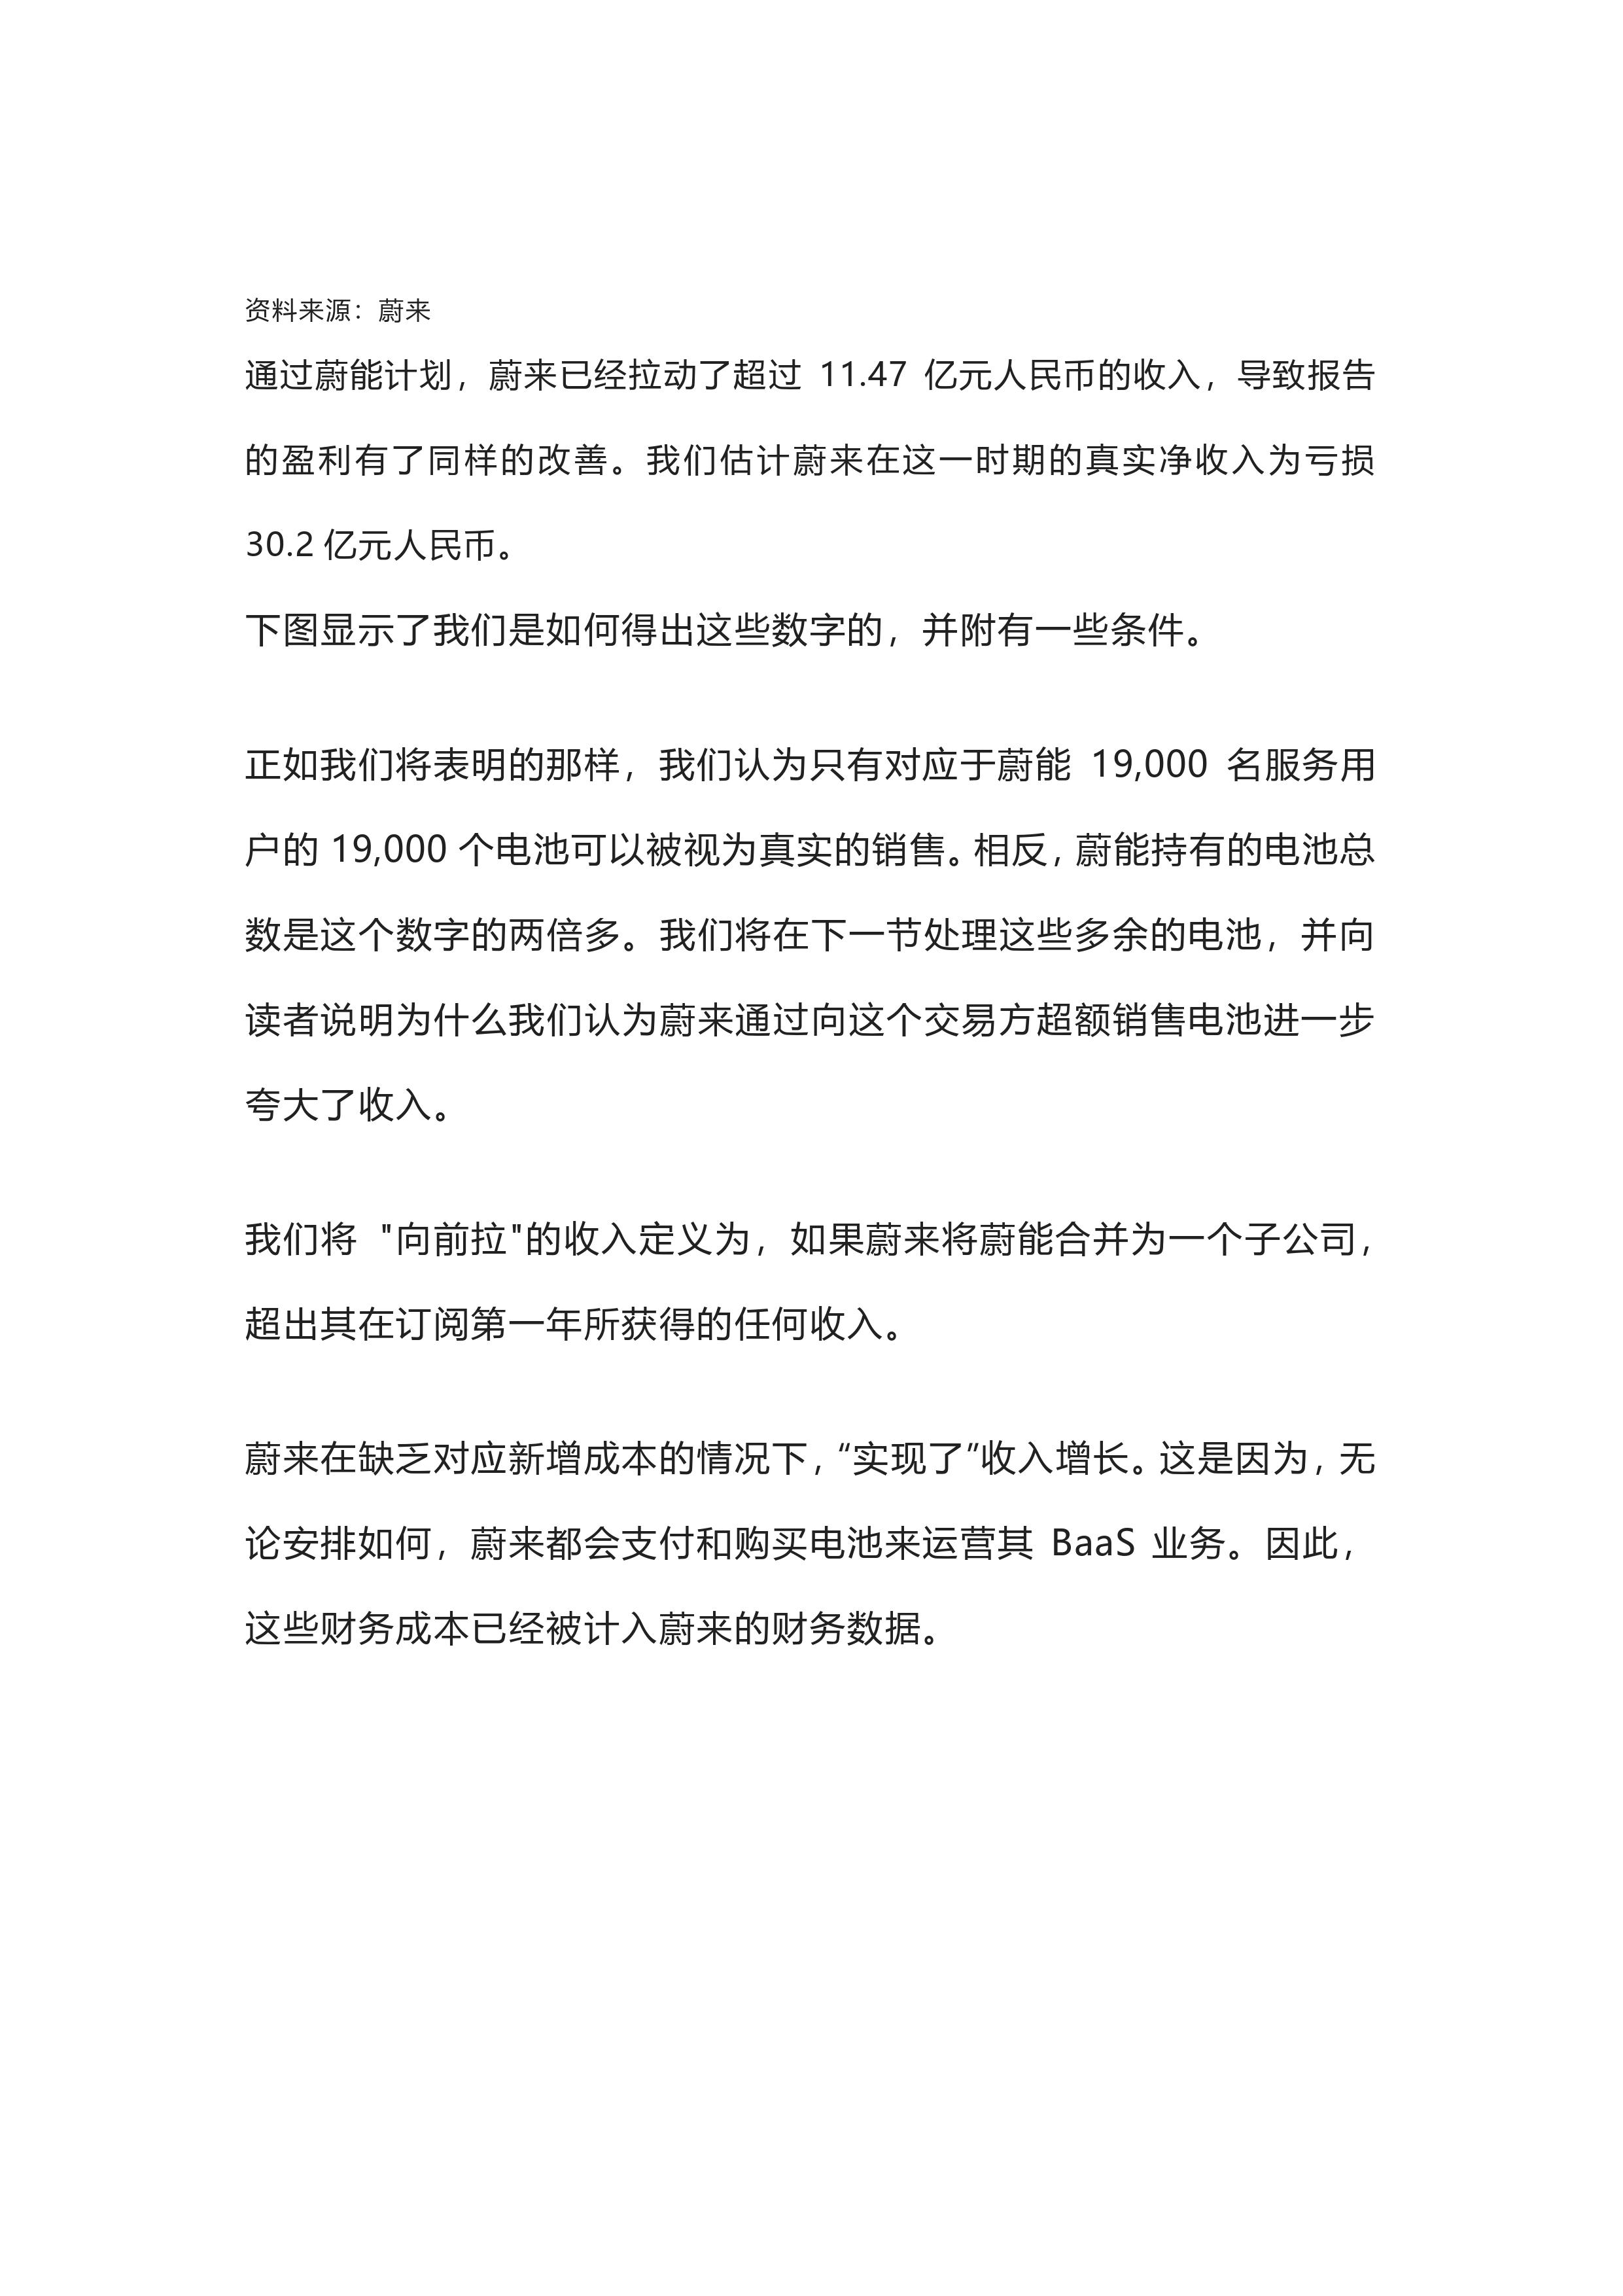 资料来源：蔚来
通过蔚能计划，蔚来已经拉动了超过 11.47 亿元人民币的收入，导致报告
的盈利有了同样的改善。我们估计蔚来在这一时期的真实净收入为亏损
30.2 亿元人民币。
下图显示了我们是如何得出这些数字的，并附有一些条件。
正如我们将表明的那样，我们认为只有对应于蔚能 19,000 名服务用
户的 19,000 个电池可以被视为真实的销售。相反，蔚能持有的电池总
数是这个数字的两倍多。我们将在下一节处理这些多余的电池，并向
读者说明为什么我们认为蔚来通过向这个交易方超额销售电池进一步
夸大了收入。
我们将 "向前拉"的收入定义为，如果蔚来将蔚能合并为一个子公司，
超出其在订阅第一年所获得的任何收入。
蔚来在缺乏对应新增成本的情况下，“实现了”收入增长。这是因为，无
论安排如何，蔚来都会支付和购买电池来运营其 BaaS 业务。因此，
这些财务成本已经被计入蔚来的财务数据。